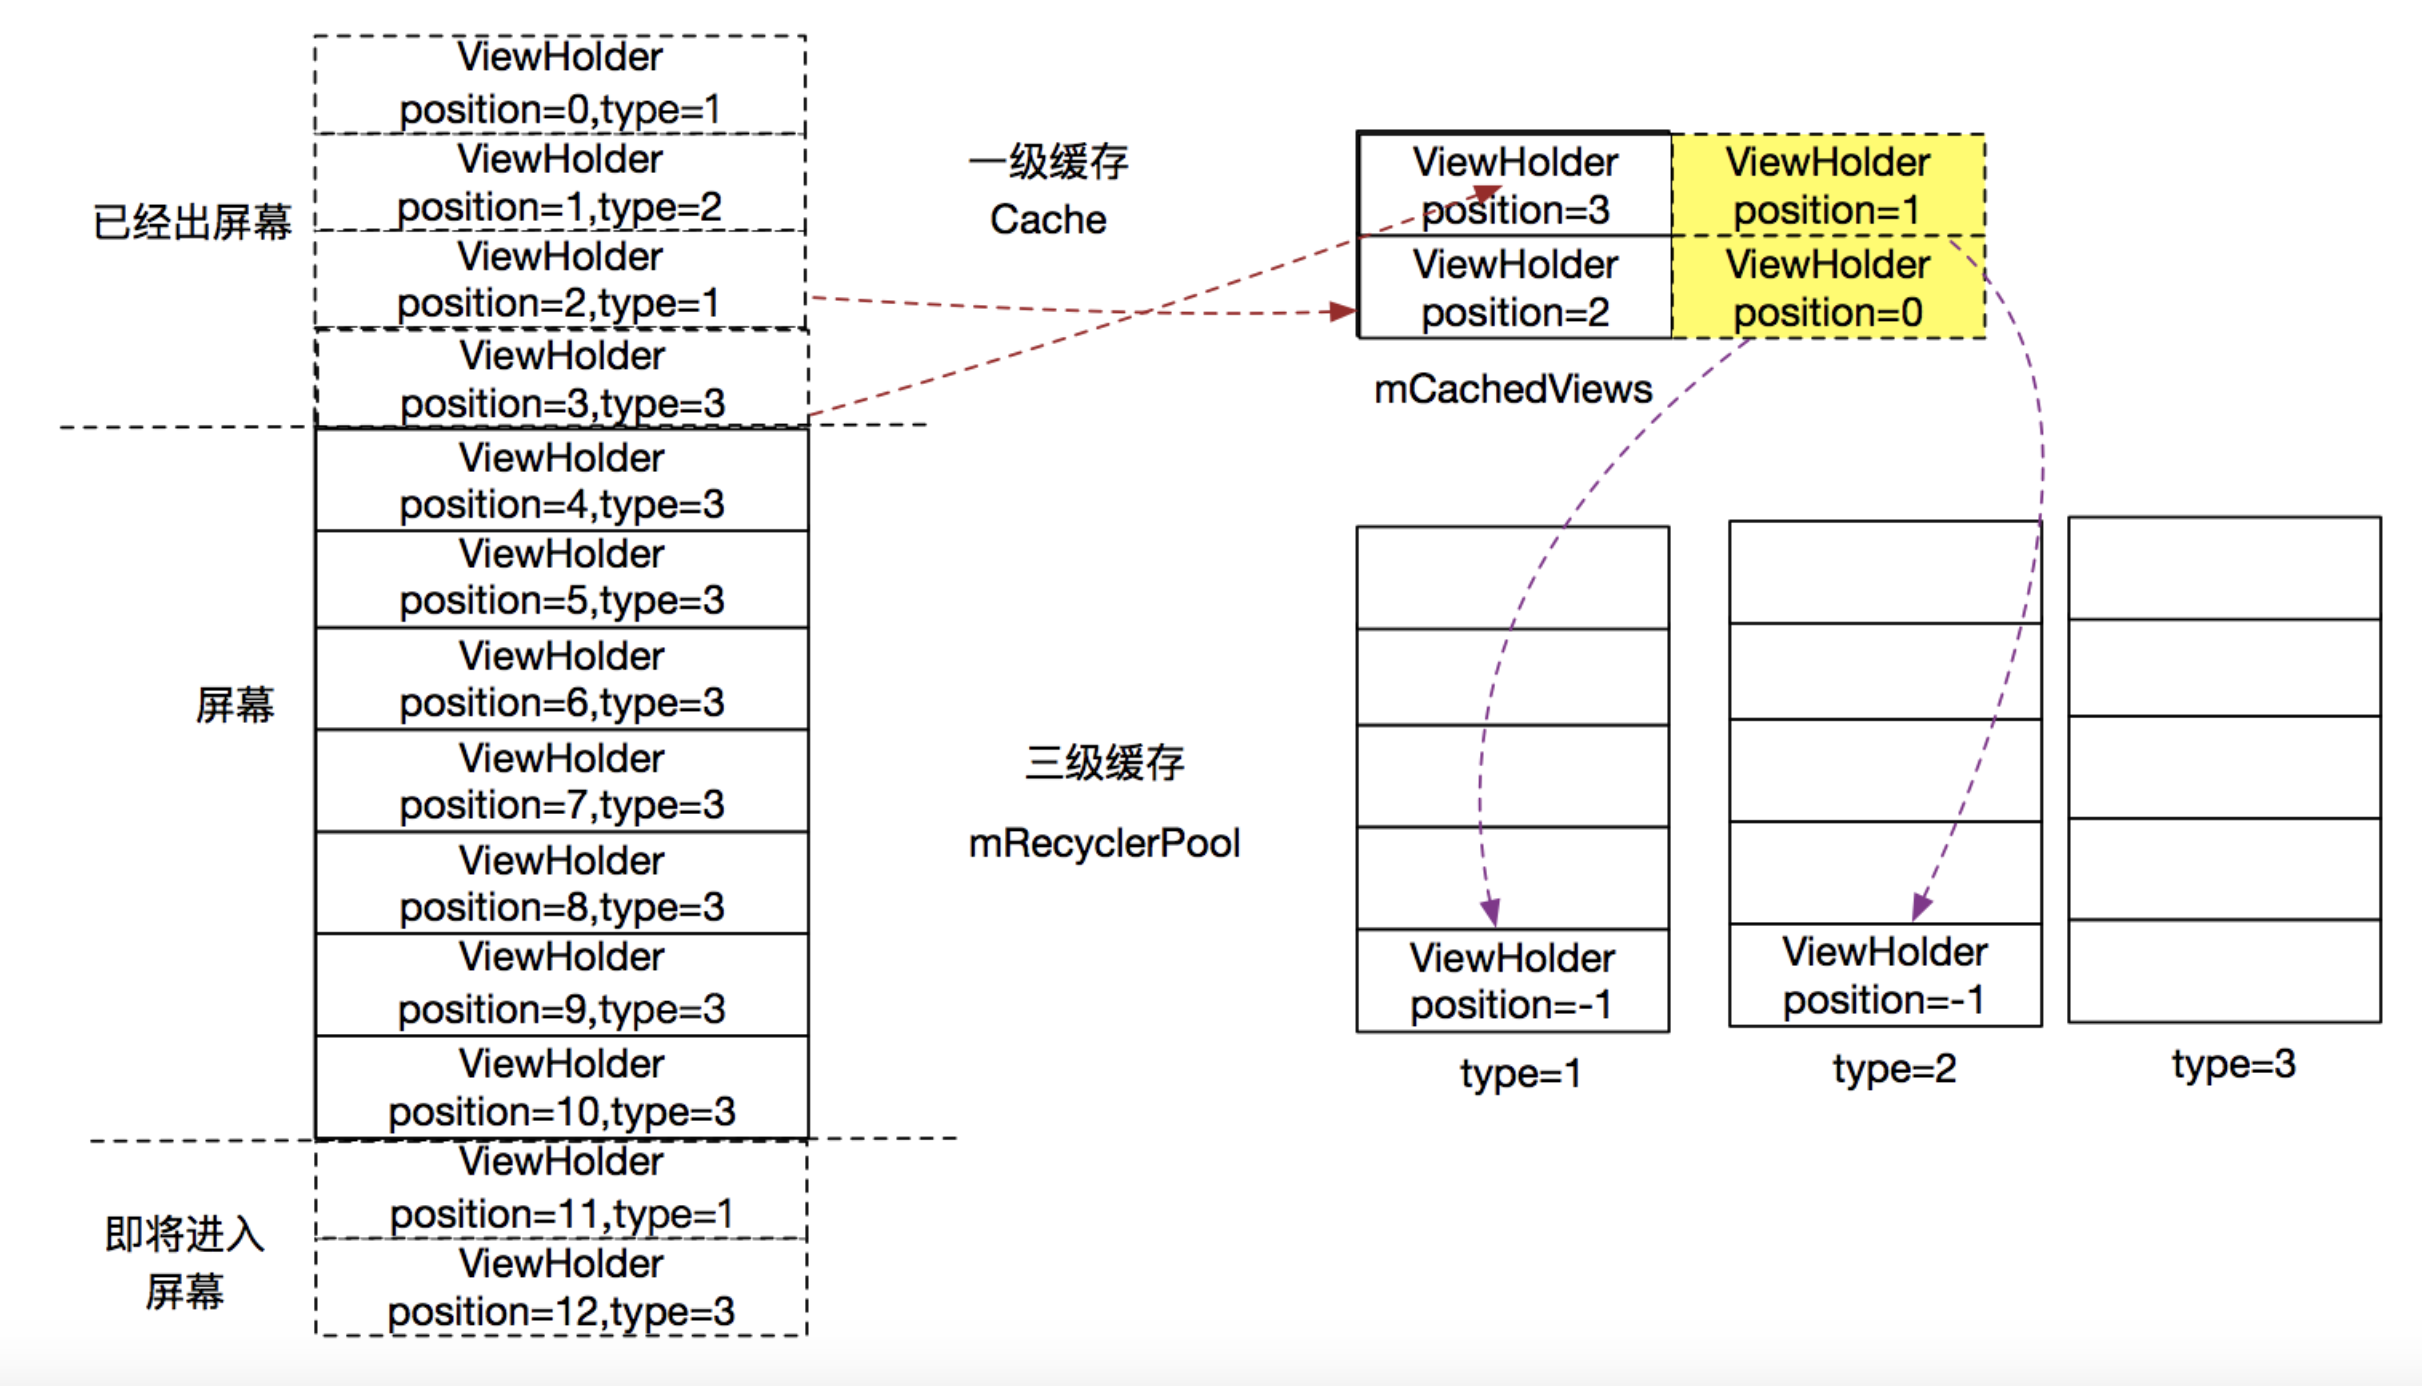 ViewHolder
position=0,type=1
ViewHolder
position=1,type=2
ViewHolder
position=2,type=1
ViewHolder
position=3,type=3
已经出屏幕
ViewHolder
position=4,type=3
ViewHolder
position=5,type=3
ViewHolder
position=6,type=3
ViewHolder
position=7,type=3
ViewHolder
position=8,type=3
ViewHolder
position=9,type=3
ViewHolder
position=10,type=3
屏幕
ViewHolder
position=11,type=1
ViewHolder
position=12,type=3
即将进入
屏幕
一级缓存
Cache
ViewHolder
position=3
ViewHolder
position=1
ViewHolder
position=2
ViewHolder
position=0
mCachedViews
三级缓存
mRecyclerPool
ViewHolder
position=-1
type=1
ViewHolder
position=-1
type=2
type=3